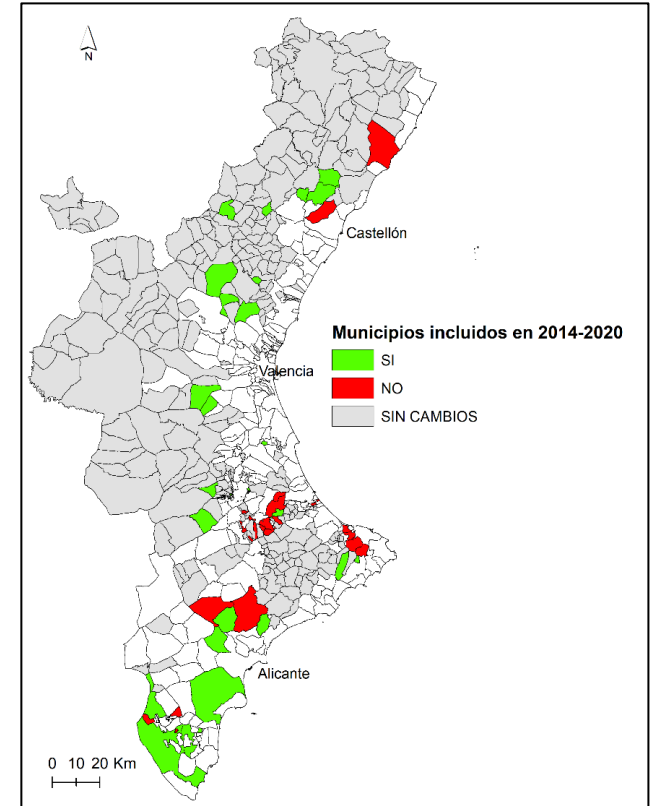 N
Castellón
Municipios incluidos en 2014-2020
SI
Valencia
NO
SIN CAMBIOS
Alicante
0 10 20 Km